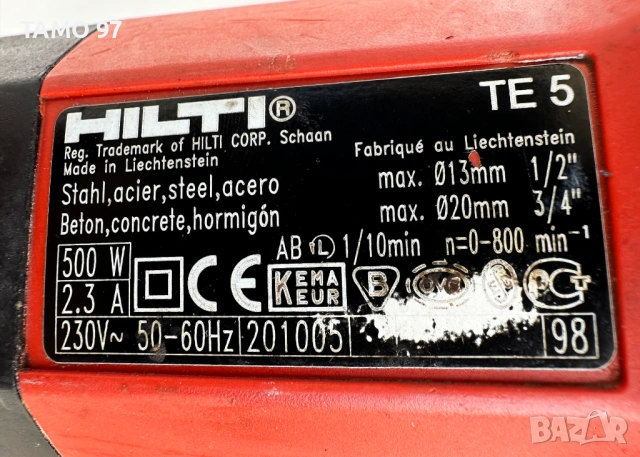 ТАМО 97
HILTI® TE 5
Reg. Trademark of HILTI CORP. Schaan
Made in Liechtenstein
Fabriqué au Liechtenstein
Stahl,acier,steel,acero max. Ø13mm 1/2"
Beton,concrete,hormigón max. Ø20mm 3/4"
AB L 1/10min n=0-800 min⁻¹
500 W
2.3 A
CE
KEMA
KEUR
B
230V~ 50-60Hz 201005 98
BAZAR